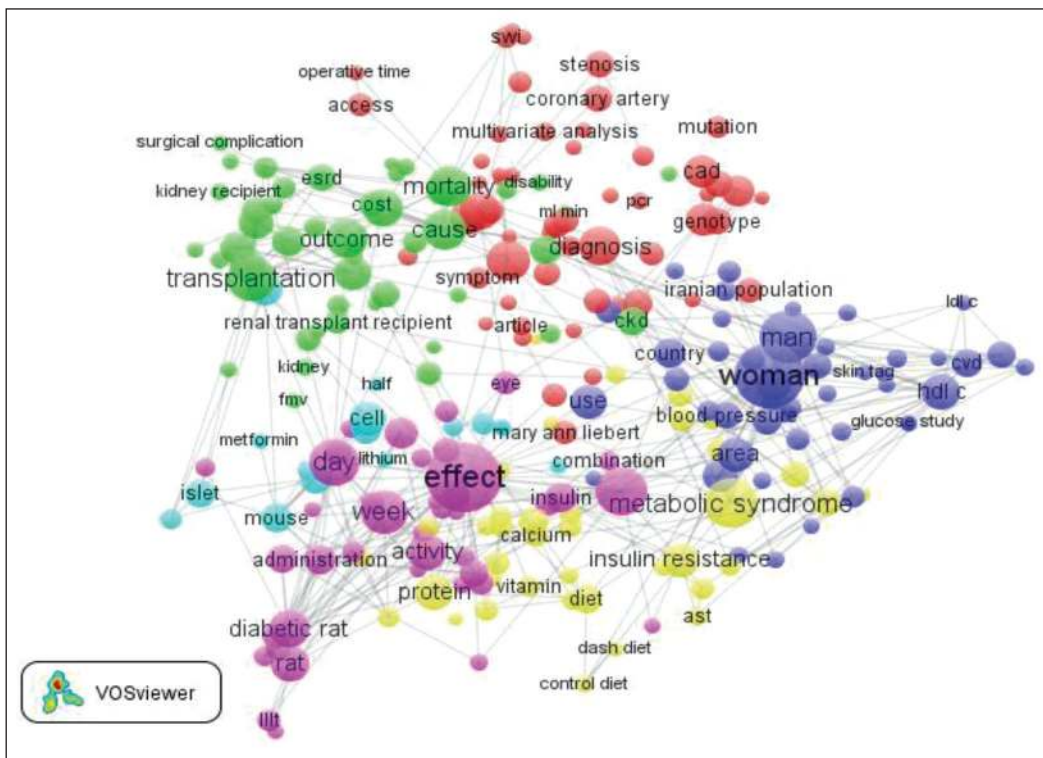 swi
operative time
stenosis
access
coronary artery
surgical complication
multivariate analysis
mutation
esrd
mortality
disability
cad
kidney recipient
cost
ml min
pcr
outcome
cause
diagnosis
genotype
transplantation
symptom
iranian population
renal transplant recipient
article
ckd
man
ldl c
kidney
half
eye
country
woman
skin tag
cvd
fmv
use
hdl c
cell
blood pressure
glucose study
metformin
mary ann liebert
day
lithium
combination
area
effect
islet
insulin
metabolic syndrome
mouse
week
calcium
administration
activity
insulin resistance
protein
vitamin
diet
ast
diabetic rat
dash diet
rat
control diet
VOSviewer
lllt